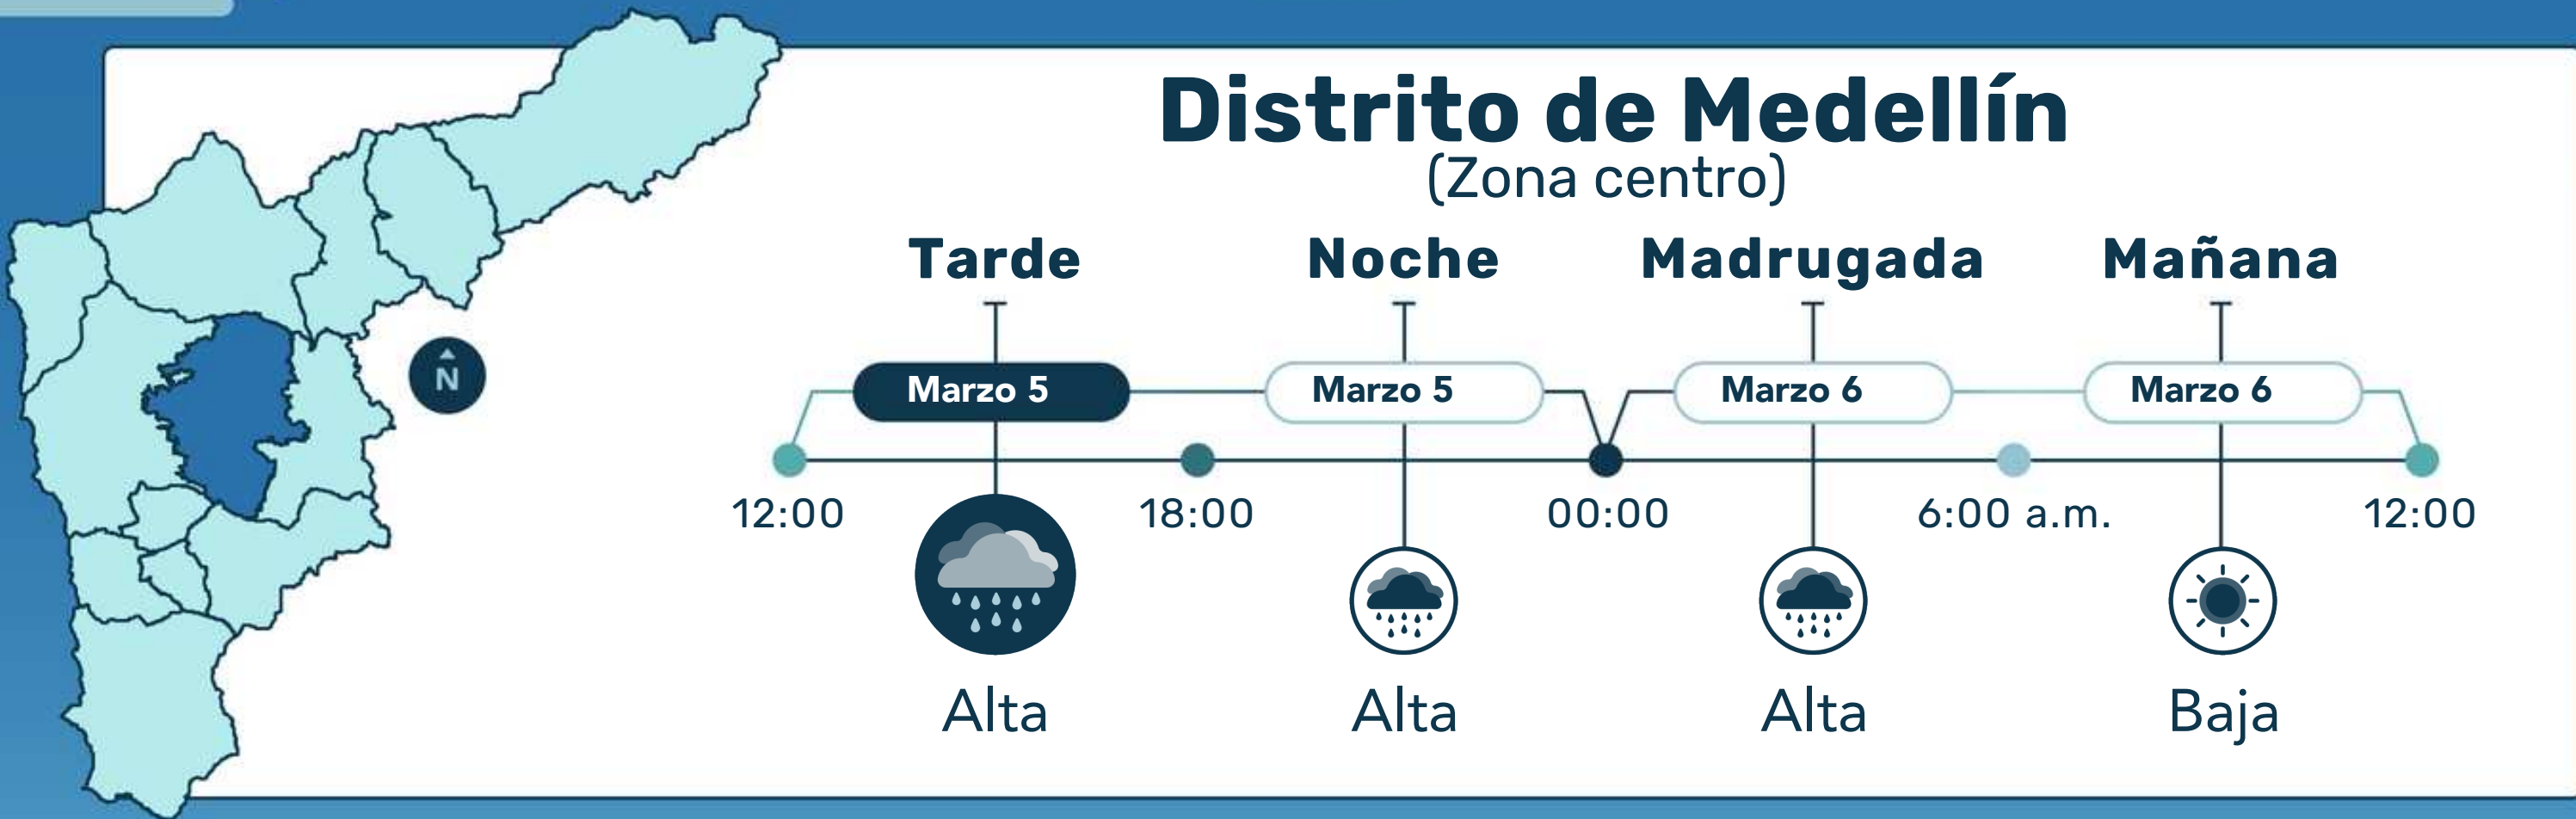 Distrito de Medellín
(Zona centro)
Tarde Noche Madrugada Mañana
N
Marzo 5 Marzo 5 Marzo 6 Marzo 6
12:00 18:00 00:00 6:00 a.m. 12:00
Alta Alta Alta Baja